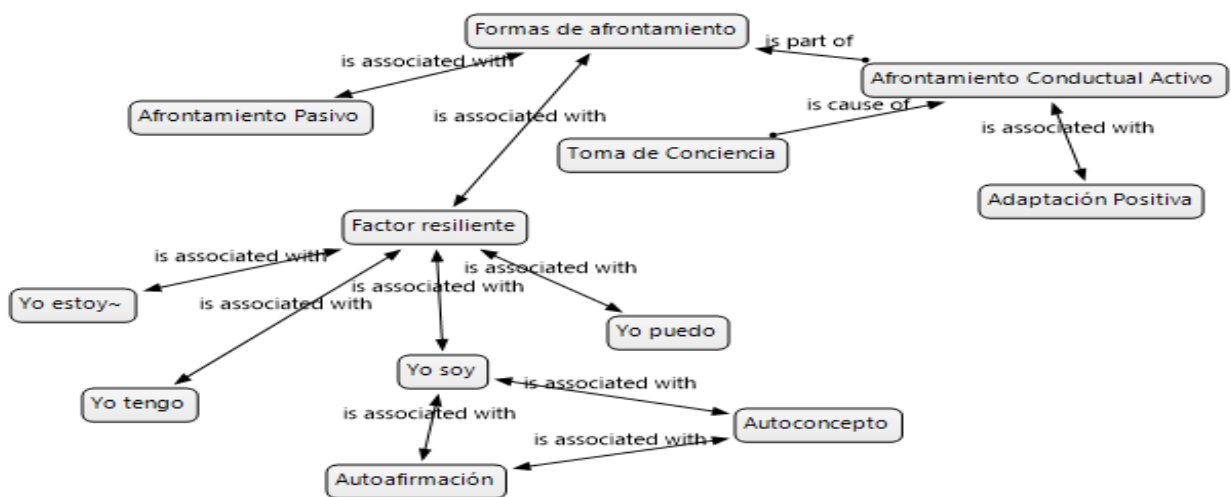 Formas de afrontamiento
is part of
is associated with
Afrontamiento Conductual Activo
is cause of
Afrontamiento Pasivo
is associated with
is associated with
Toma de Conciencia
Adaptación Positiva
Factor resiliente
is associated with
is associated with
is associated with
is associated with
Yo estoy~
Yo puedo
Yo soy
is associated with
Yo tengo
is associated with
Autoconcepto
is associated with
Autoafirmación